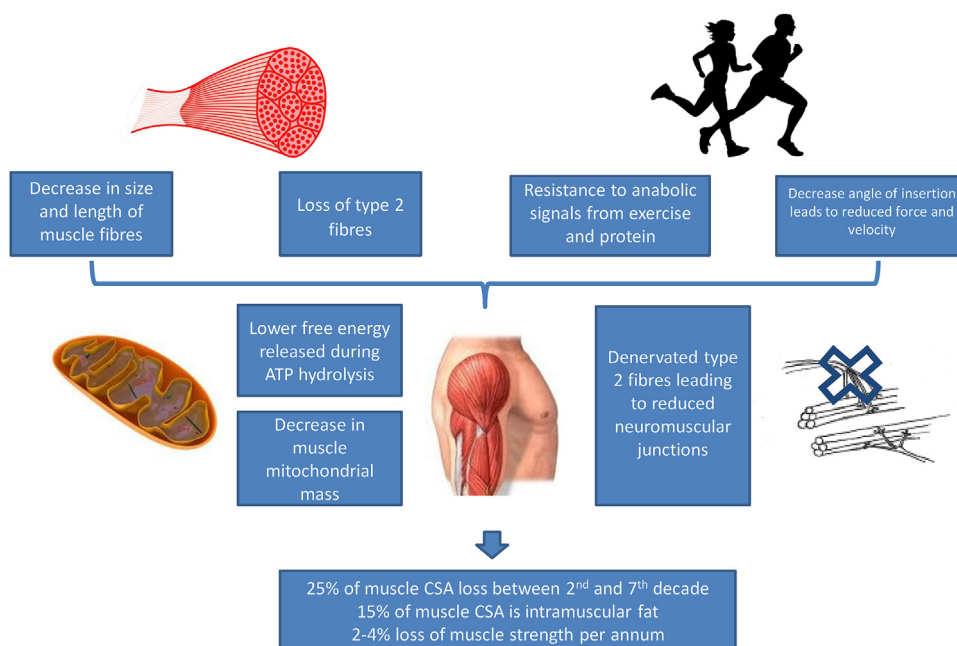 Decrease in size
and length of
muscle fibres
Loss of type 2
fibres
Resistance to anabolic
signals from exercise
and protein
Decrease angle of insertion
leads to reduced force and
velocity
Lower free energy
released during
ATP hydrolysis
Decrease in
muscle
mitochondrial
mass
Denervated type
2 fibres leading
to reduced
neuromuscular
junctions
25% of muscle CSA loss between 2nd and 7th decade
15% of muscle CSA is intramuscular fat
2-4% loss of muscle strength per annum